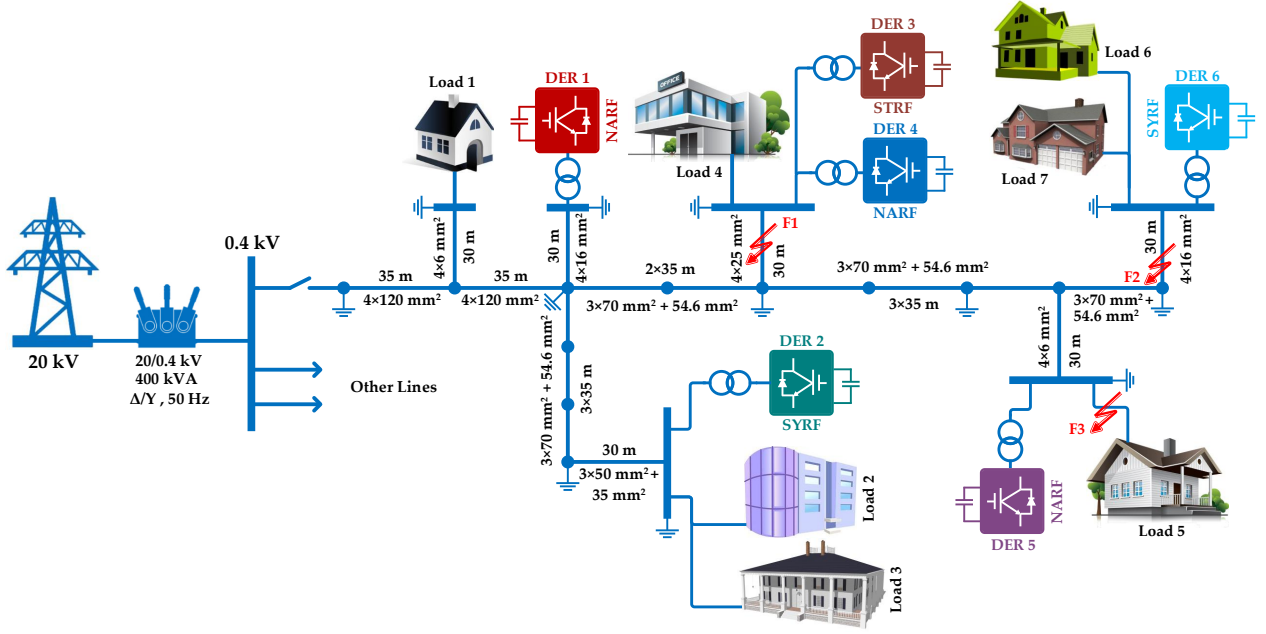 DER 3
STRF
DER 4
NARF
Load 6
DER 6
SYRF
Load 7
Load 1
DER 1
NARF
OFFICE
Load 4
F1
4×6 mm²
30 m
30 m
4×16 mm²
4×25 mm²
30 m
30 m
4×16 mm²
F2
0.4 kV
35 m
4×120 mm²
35 m
4×120 mm²
2×35 m
3×70 mm² + 54.6 mm²
3×70 mm² + 54.6 mm²
3×35 m
3×70 mm² +
54.6 mm²
20 kV
20/0.4 kV
400 kVA
Δ/Y , 50 Hz
Other Lines
3×70 mm² + 54.6 mm²
3×35 m
30 m
3×50 mm²+
35 mm²
DER 2
SYRF
Load 2
Load 3
4×6 mm²
30 m
F3
NARF
DER 5
Load 5